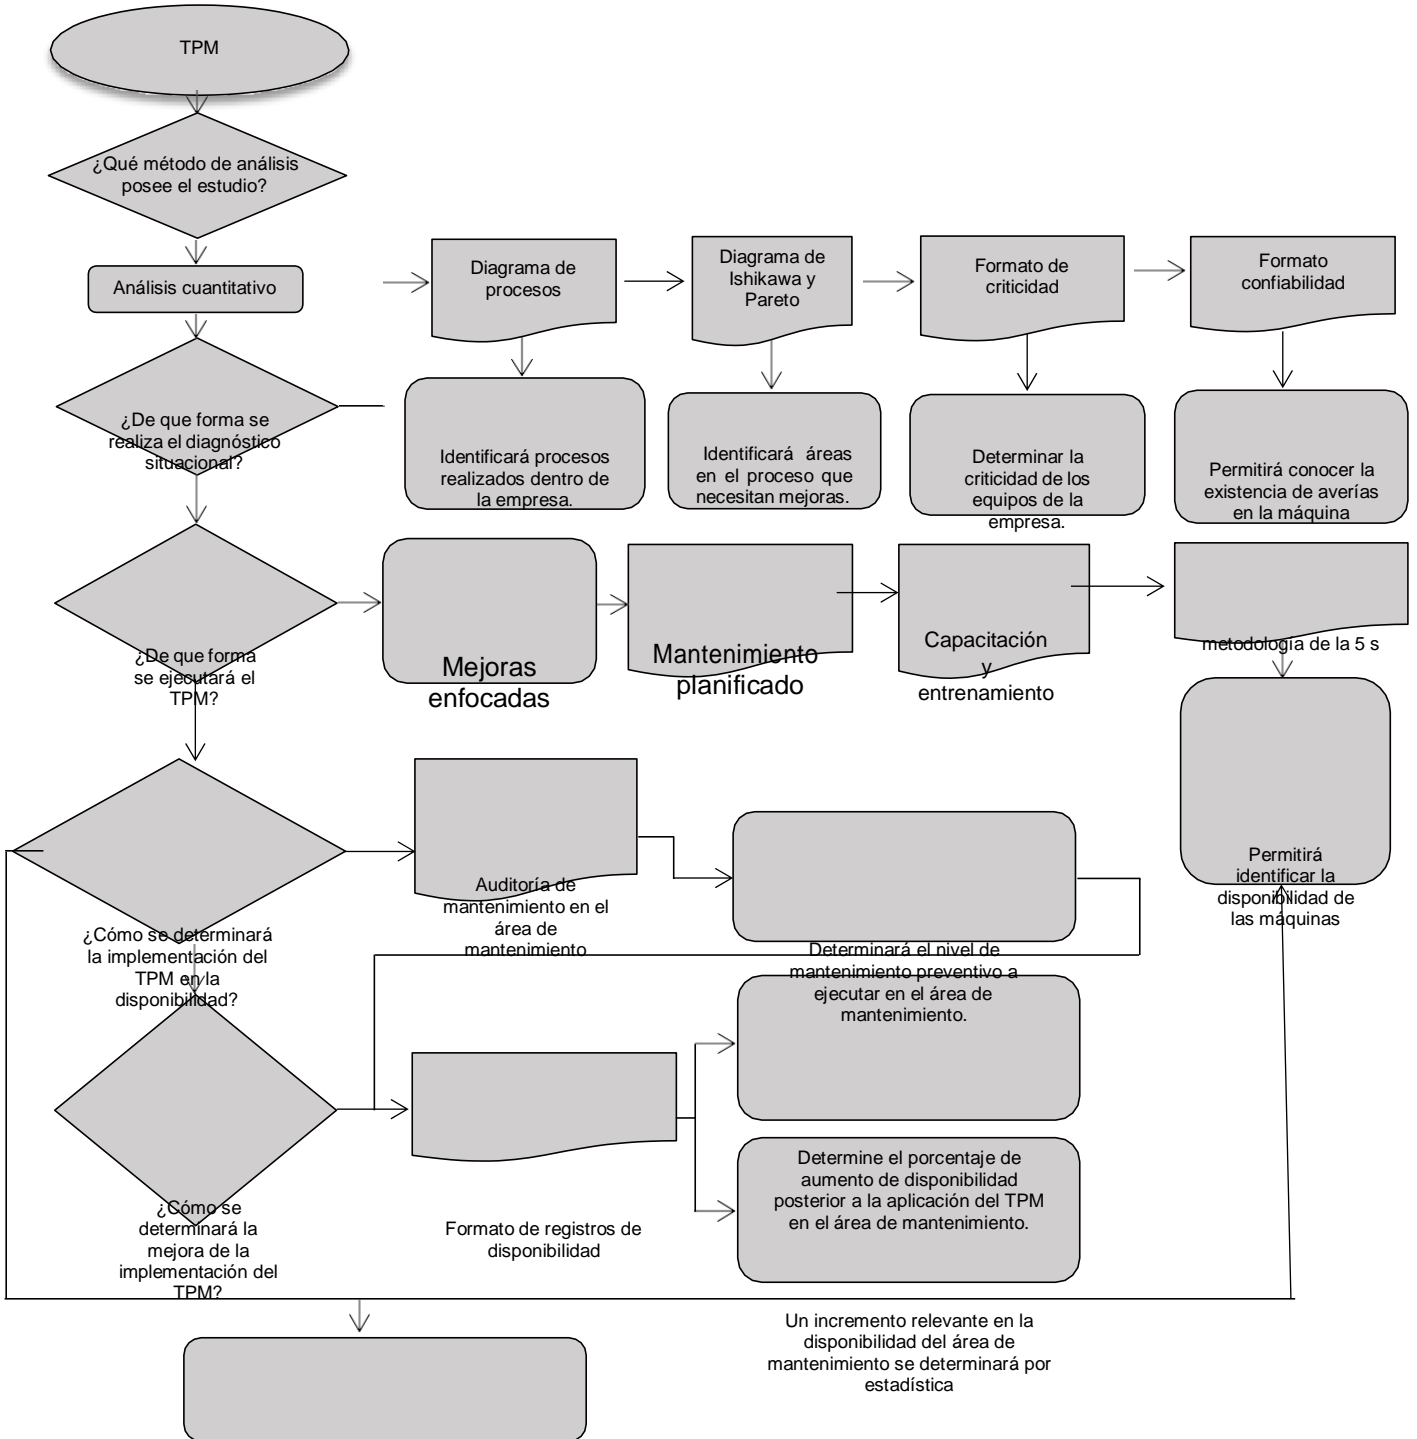 TPM
¿Qué método de análisis
posee el estudio?
Análisis cuantitativo
Diagrama de
procesos
Diagrama de
Ishikawa y
Pareto
Formato de
criticidad
Formato
confiabilidad
¿De que forma se
realiza el diagnóstico
situacional?
Identificará procesos
realizados dentro de
la empresa.
Identificará áreas
en el proceso que
necesitan mejoras.
Determinar la
criticidad de los
equipos de la
empresa.
Permitirá conocer la
existencia de averías
en la máquina
¿De que forma
se ejecutará el
TPM?
Mejoras
enfocadas
Mantenimiento
planificado
Capacitación
y
entrenamiento
metodología de la 5 s
Permitirá
identificar la
disponibilidad de
las máquinas
¿Cómo se determinará
la implementación del
TPM en la
disponibilidad?
Auditoría de
mantenimiento en el
área de
mantenimiento
Determinará el nivel de
mantenimiento preventivo a
ejecutar en el área de
mantenimiento.
¿Cómo se
determinará la
mejora de la
implementación del
TPM?
Formato de registros de
disponibilidad
Determine el porcentaje de
aumento de disponibilidad
posterior a la aplicación del TPM
en el área de mantenimiento.
Un incremento relevante en la
disponibilidad del área de
mantenimiento se determinará por
estadística